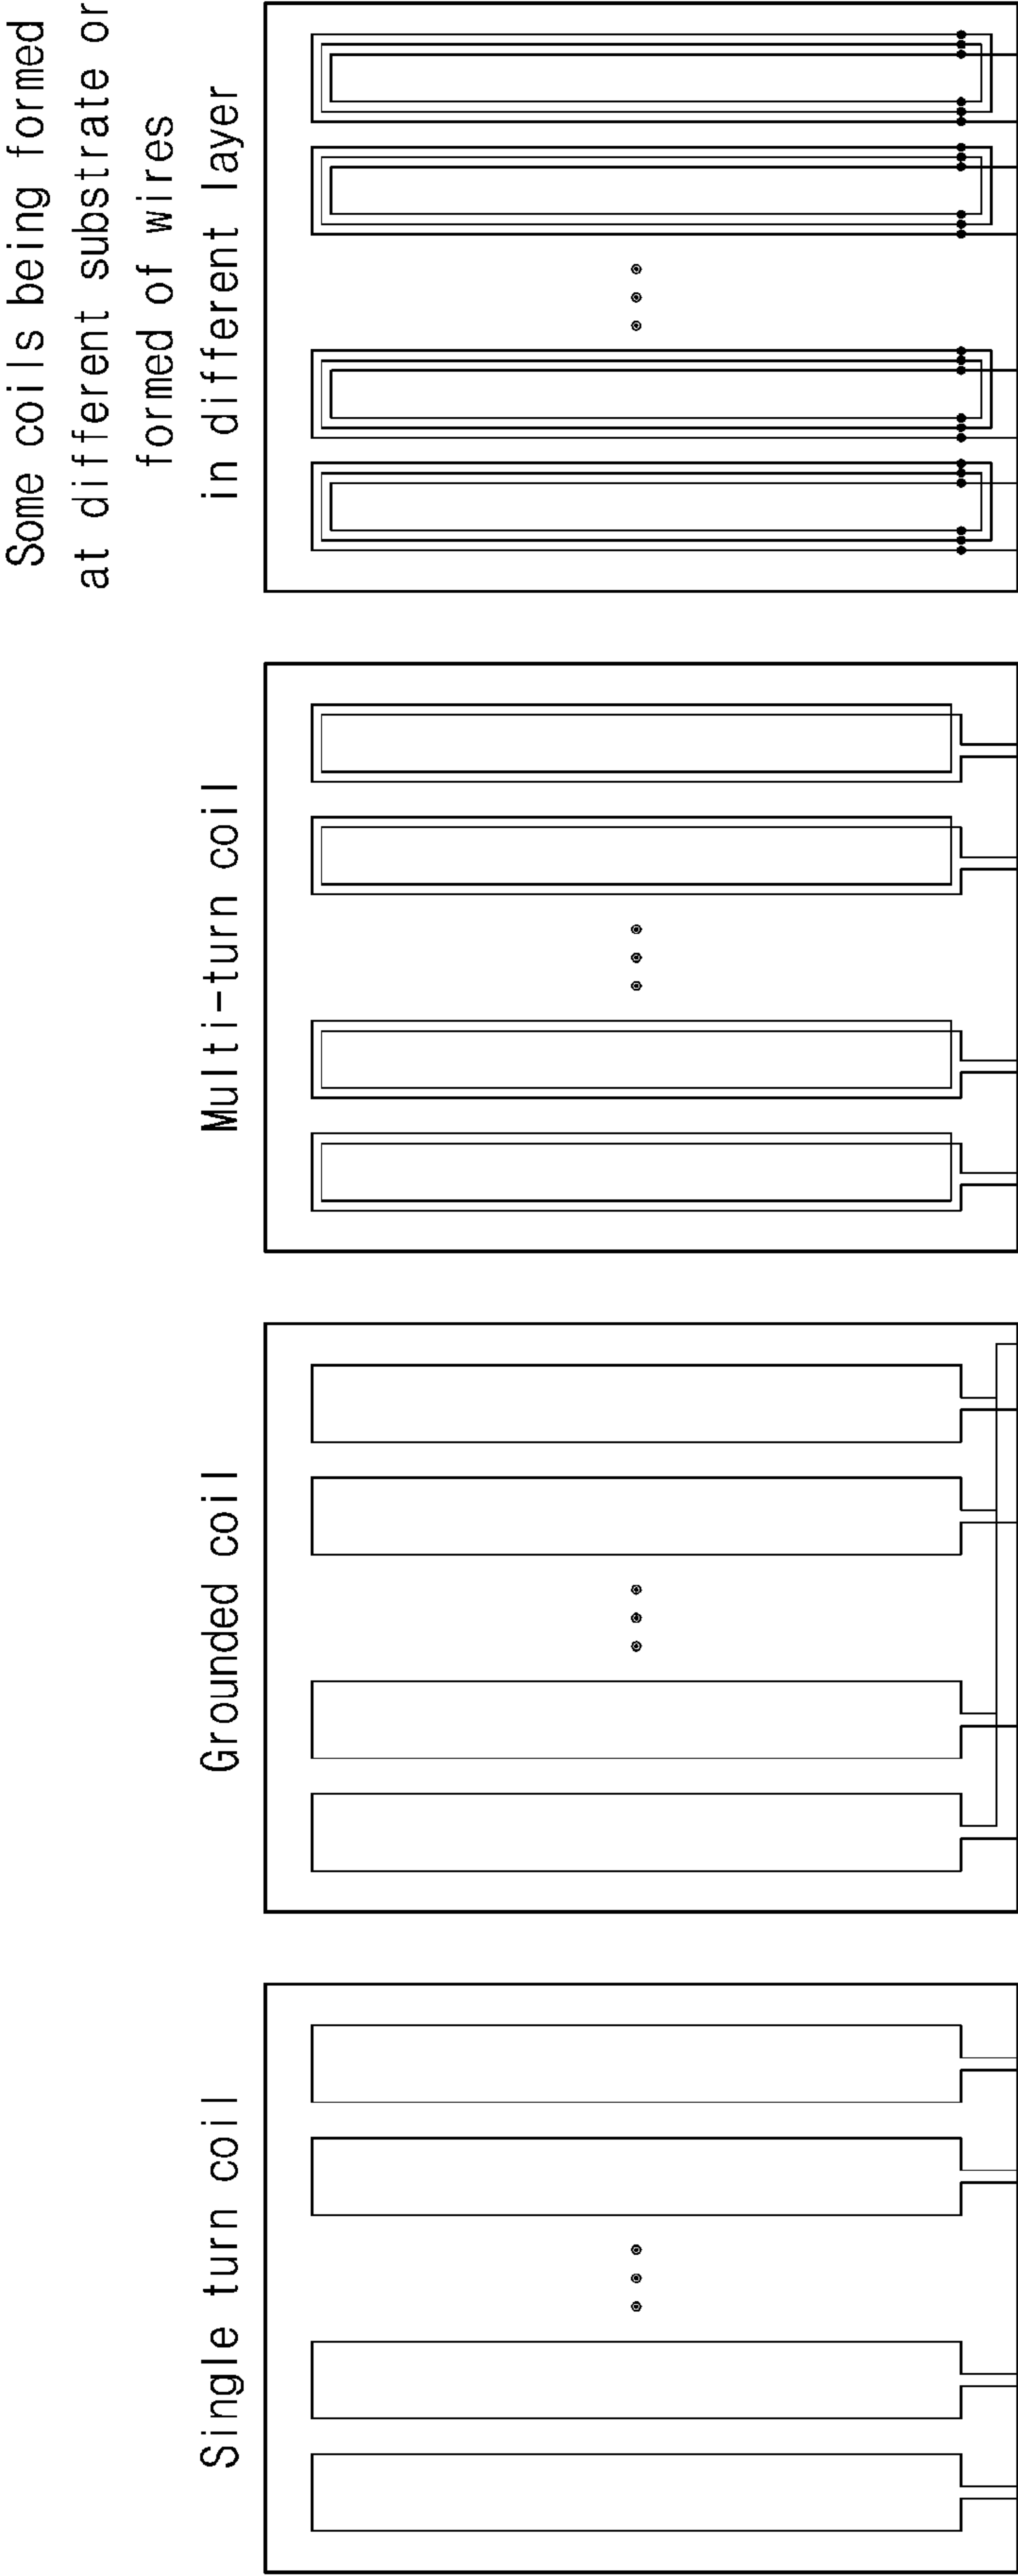 Single turn coil
Grounded coil
Multi-turn coil
Some coils being formed
at different substrate or
formed of wires
in different layer